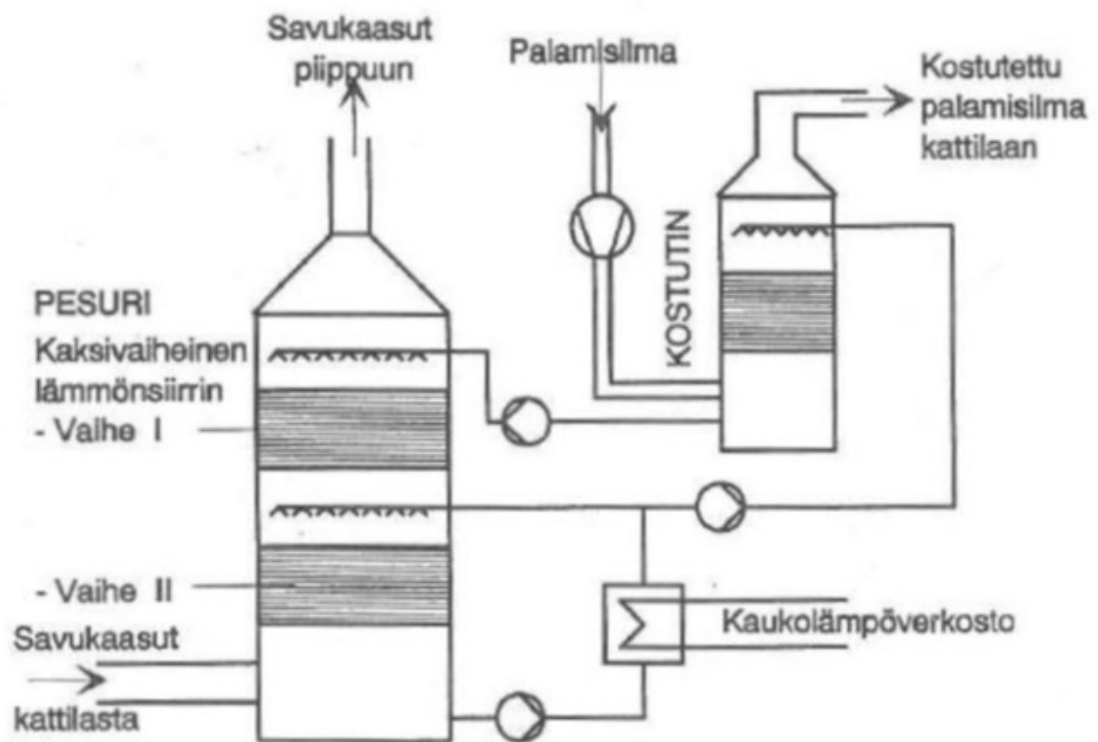 Savukaasut
piippuun
Palamisilma
Kostutettu
palamisilma
kattilaan
KOSTUTIN
PESURI
Kaksivaiheinen
lämmönsiirrin
- Vaihe I
- Vaihe II
Savukaasut
kattilasta
Kaukolämpöverkosto